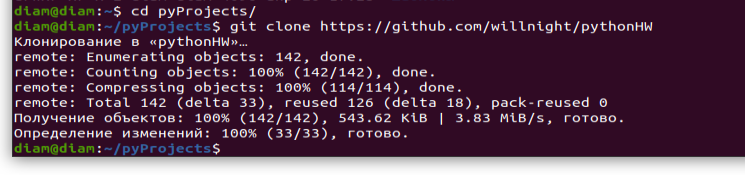 diam@diam:~$ cd pyProjects/
diam@diam:~/pyProjects$ git clone https://github.com/willnight/pythonHW
Клонирование в «pythonHW»…
remote: Enumerating objects: 142, done.
remote: Counting objects: 100% (142/142), done.
remote: Compressing objects: 100% (114/114), done.
remote: Total 142 (delta 33), reused 126 (delta 18), pack-reused 0
Получение объектов: 100% (142/142), 543.62 KiB | 3.83 MiB/s, готово.
Определение изменений: 100% (33/33), готово.
diam@diam:~/pyProjects$